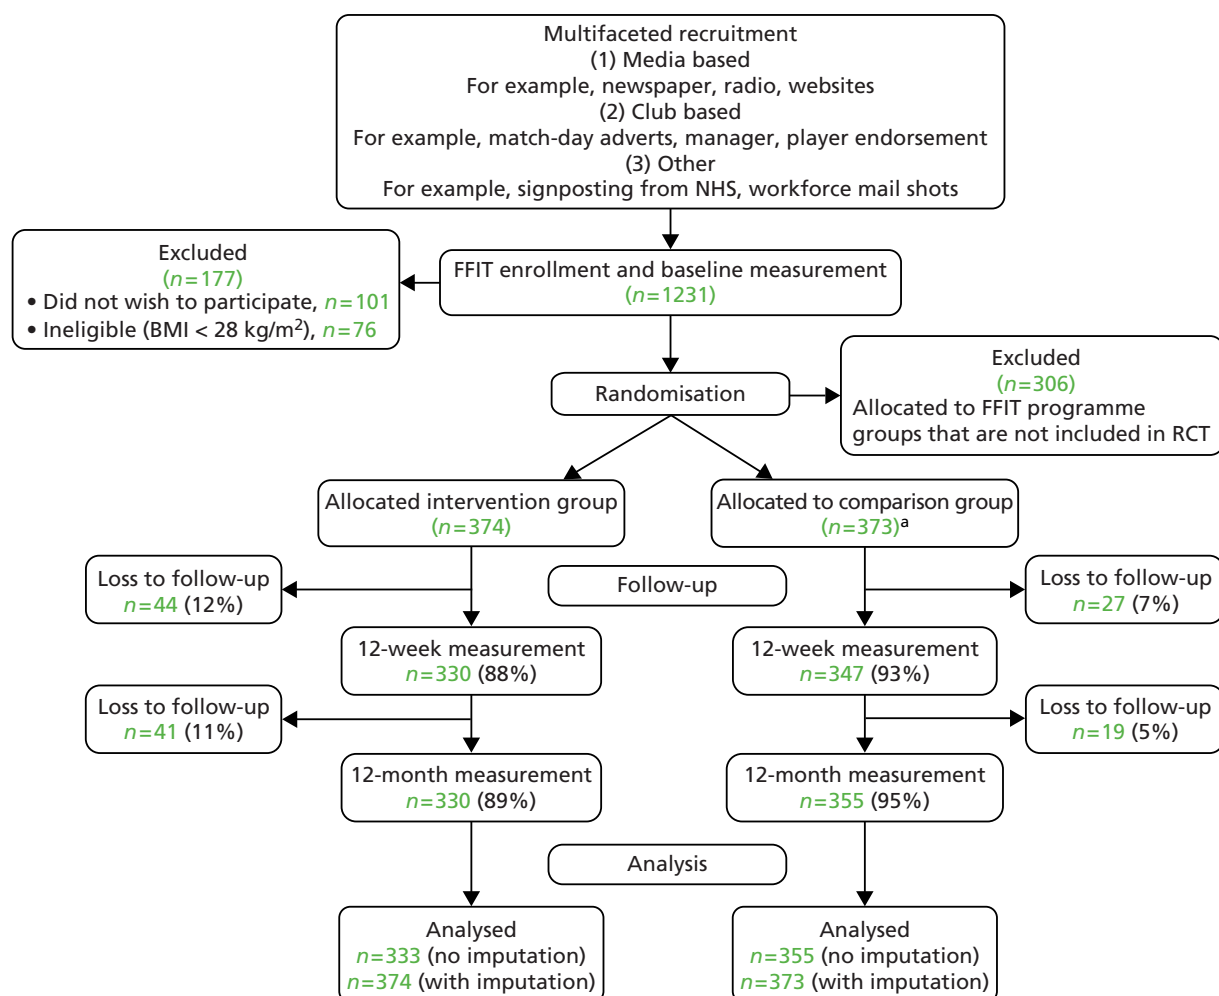 Multifaceted recruitment
(1) Media based
For example, newspaper, radio, websites
(2) Club based
For example, match-day adverts, manager, player endorsement
(3) Other
For example, signposting from NHS, workforce mail shots
Excluded
(n=177)
• Did not wish to participate, n=101
• Ineligible (BMI < 28 kg/m²), n=76
FFIT enrollment and baseline measurement
(n=1231)
Randomisation
Excluded
(n=306)
Allocated to FFIT programme
groups that are not included in RCT
Allocated intervention group
(n=374)
Allocated to comparison group
(n=373)ᵃ
Loss to follow-up
n=44 (12%)
Follow-up
Loss to follow-up
n=27 (7%)
12-week measurement
n=330 (88%)
12-week measurement
n=347 (93%)
Loss to follow-up
n=41 (11%)
Loss to follow-up
n=19 (5%)
12-month measurement
n=330 (89%)
12-month measurement
n=355 (95%)
Analysis
Analysed
n=333 (no imputation)
n=374 (with imputation)
Analysed
n=355 (no imputation)
n=373 (with imputation)